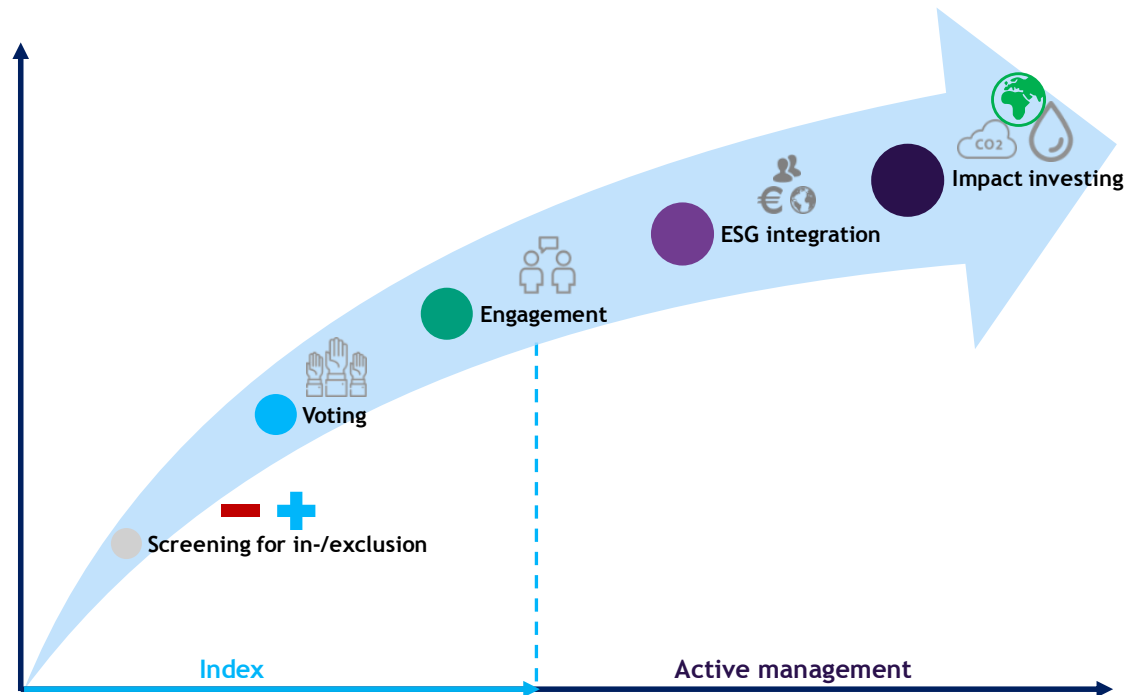 CO2
Impact investing
ESG integration
Engagement
Voting
Screening for in-/exclusion
Index
Active management